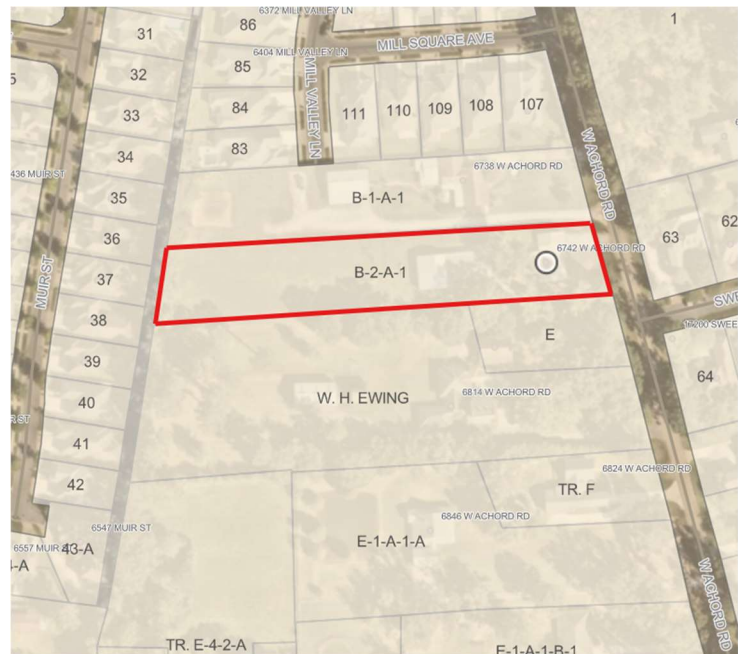 6372 MILL VALLEY LN
31
86
1
MILL SQUARE AVE
6404 MILL VALLEY LN
32
85
MILL VALLEY LN
5
33
84
111
110
109
108
107
34
83
W ACHORD RD
6738 W ACHORD RD
436 MUIR ST
35
B-1-A-1
36
63
62
6742 W ACHORD RD
MUIR ST
37
B-2-A-1
38
SWE
17200 SWEE
E
39
64
40
W. H. EWING
6814 W ACHORD RD
R ST
41
42
6824 W ACHORD RD
TR. F
6547 MUIR ST
6846 W ACHORD RD
6557 MUIR
43-A
E-1-A-1-A
-A
W ACHORD RD
TR. E-4-2-A
E-1-A-1-B-1